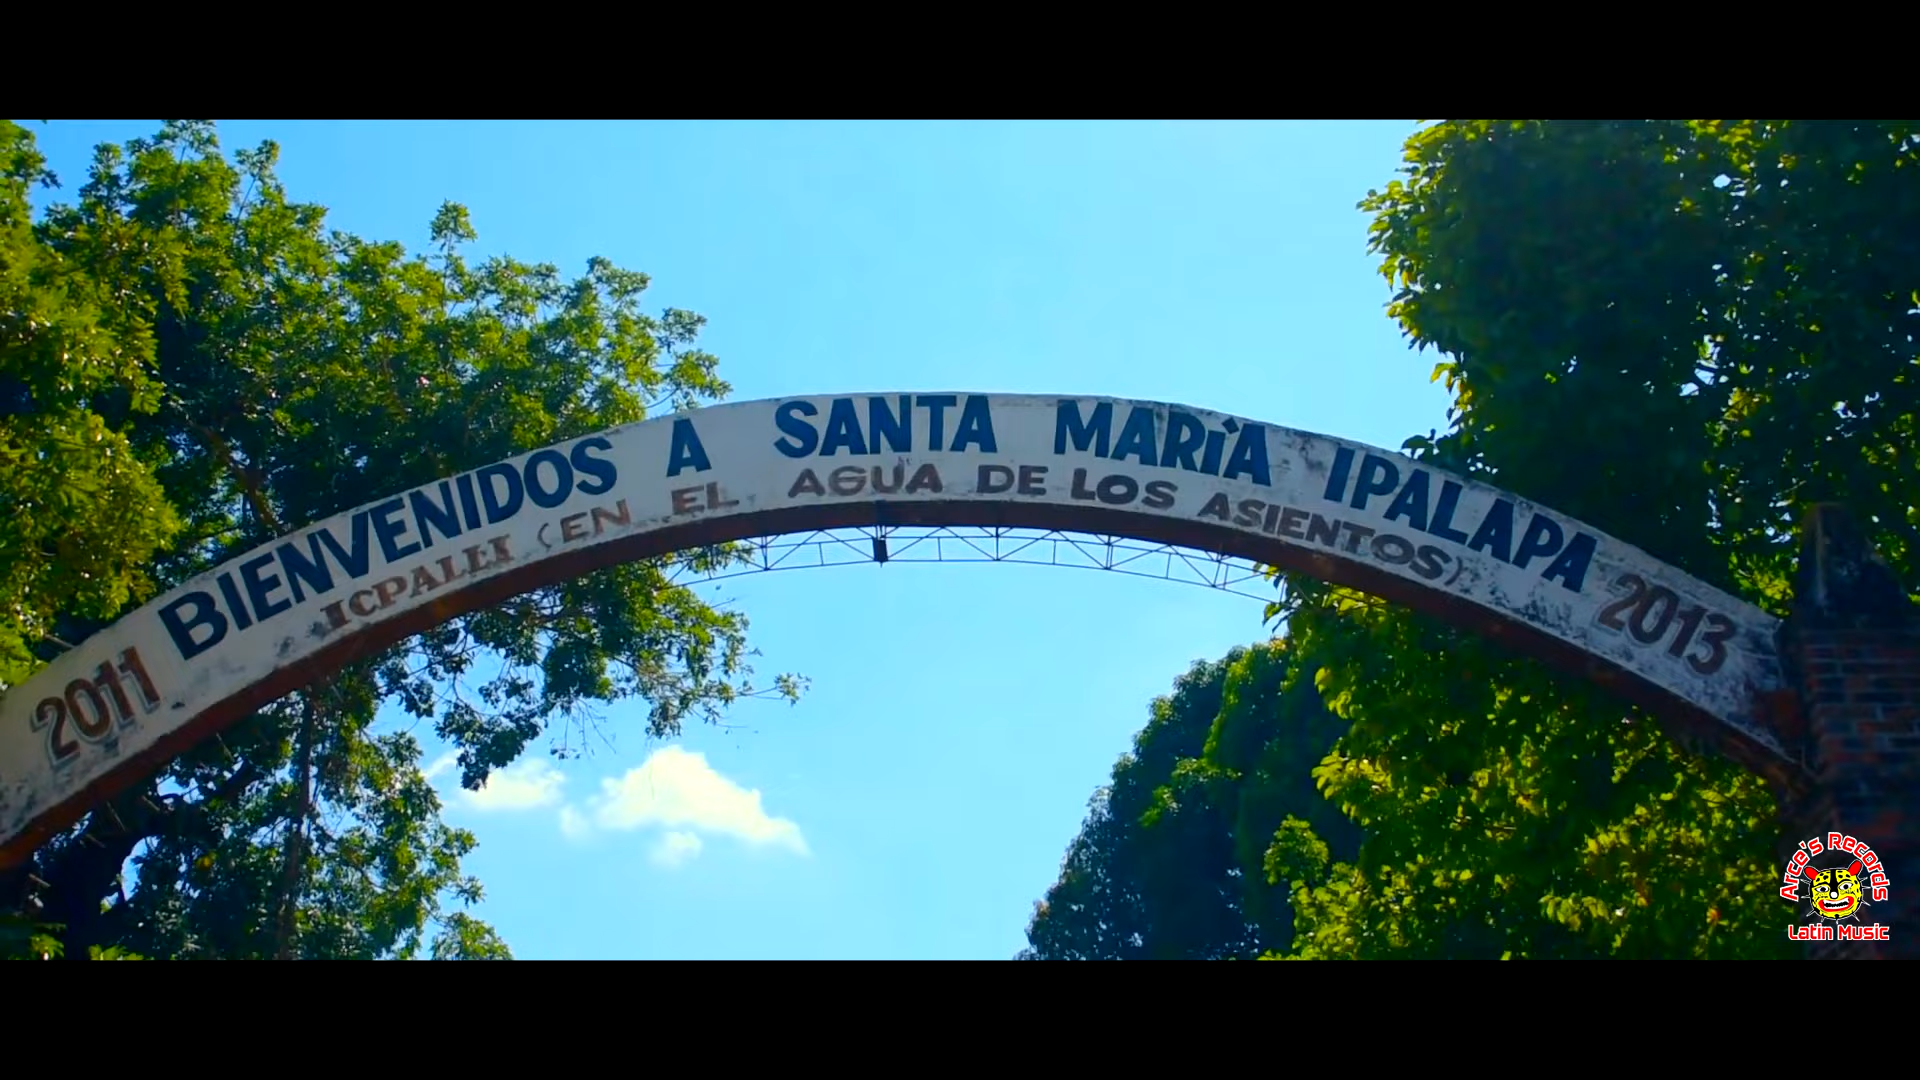 BIENVENIDOS A SANTA MARÍA IPALAPA
2011 ICPALLI (EN EL AGUA DE LOS ASIENTOS) 2013
Arce's Records
Latin Music